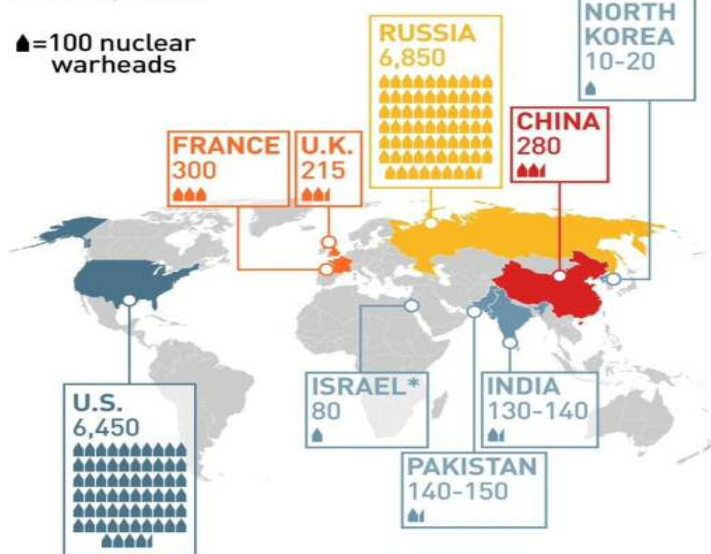 =100 nuclear
warheads
NORTH
KOREA
10-20
RUSSIA
6,850
CHINA
280
FRANCE
300
U.K.
215
U.S.
6,450
ISRAEL*
80
INDIA
130-140
PAKISTAN
140-150